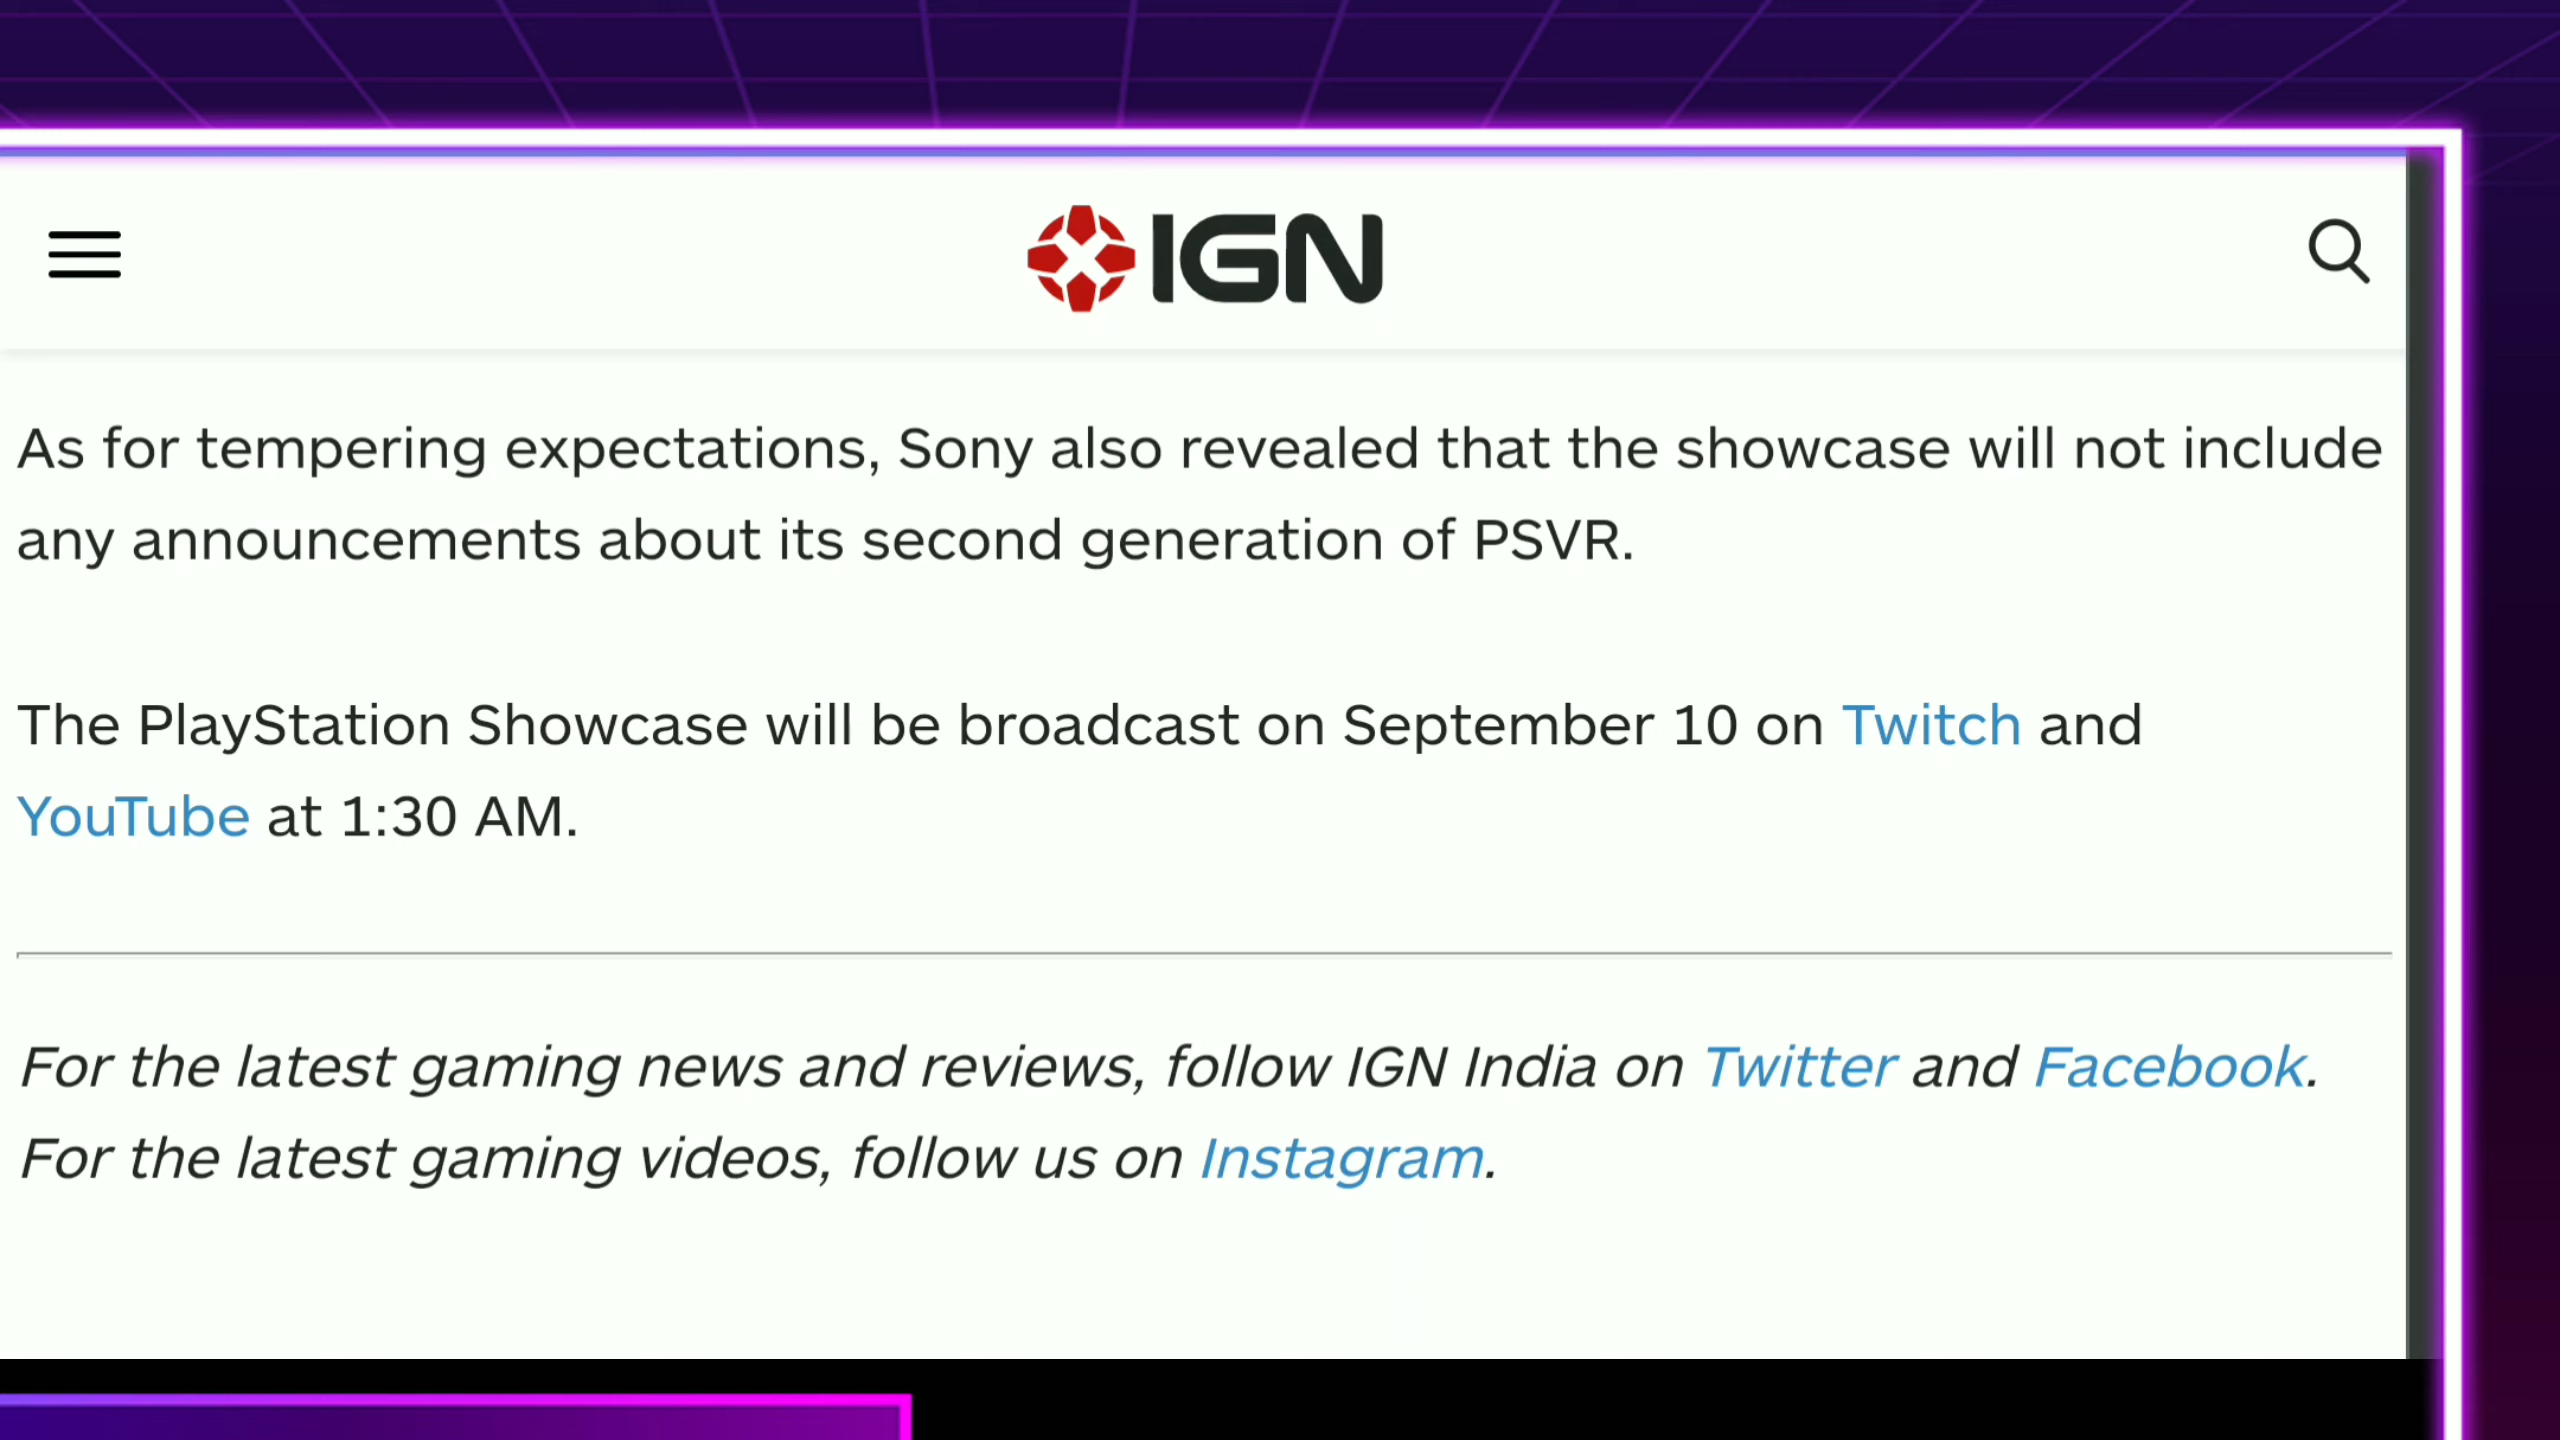 IGN
As for tempering expectations, Sony also revealed that the showcase will not include
any announcements about its second generation of PSVR.
The PlayStation Showcase will be broadcast on September 10 on Twitch and
YouTube at 1:30 AM.
For the latest gaming news and reviews, follow IGN India on Twitter and Facebook.
For the latest gaming videos, follow us on Instagram.